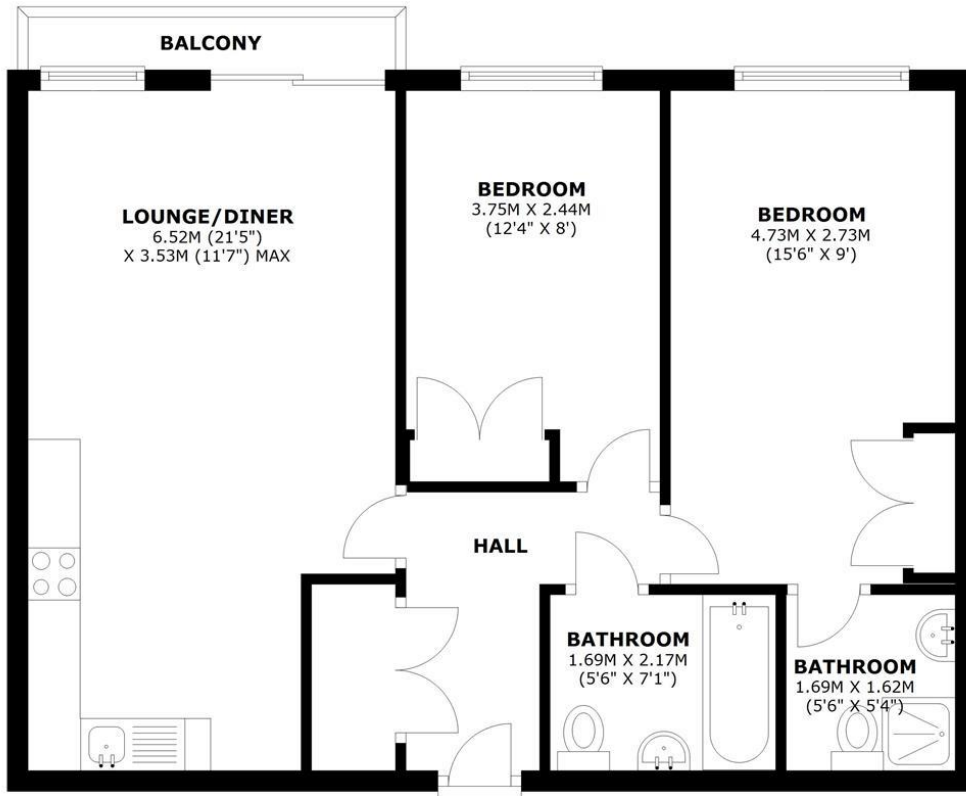 BALCONY
LOUNGE/DINER
6.52M (21'5")
X 3.53M (11'7") MAX
BEDROOM
3.75M X 2.44M
(12'4" X 8')
BEDROOM
4.73M X 2.73M
(15'6" X 9')
HALL
BATHROOM
1.69M X 2.17M
(5'6" X 7'1")
BATHROOM
1.69M X 1.62M
(5'6" X 5'4")